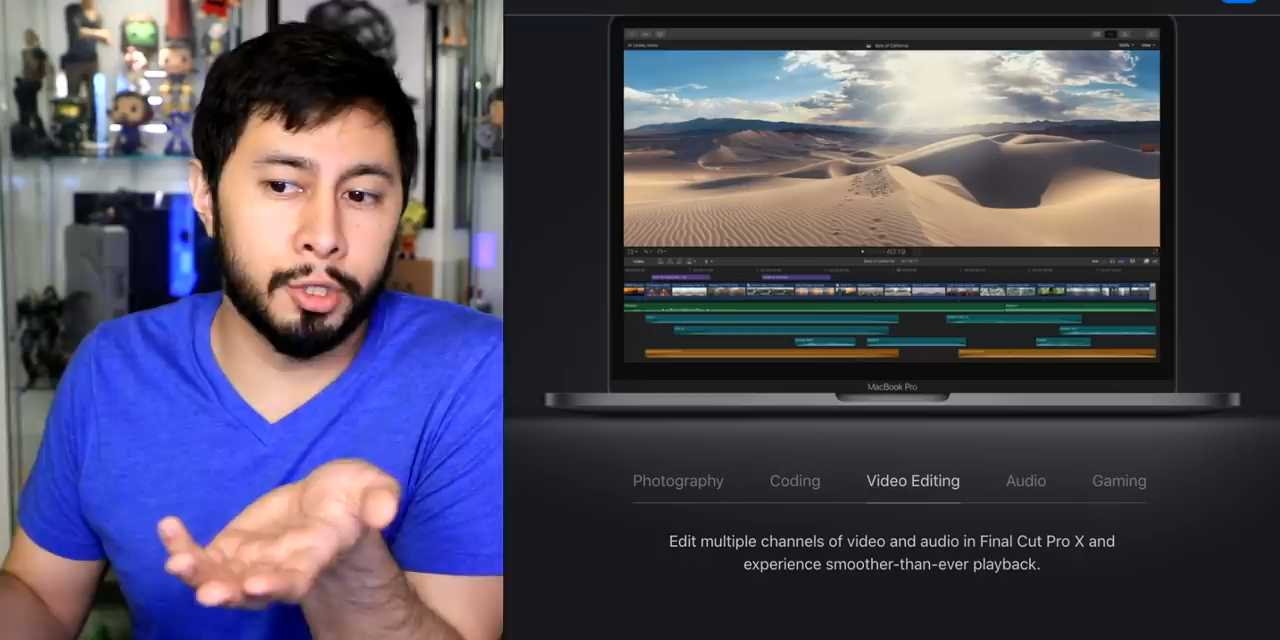 MacBook Pro
Photography
Coding
Video Editing
Audio
Gaming
Edit multiple channels of video and audio in Final Cut Pro X and
experience smoother-than-ever playback.